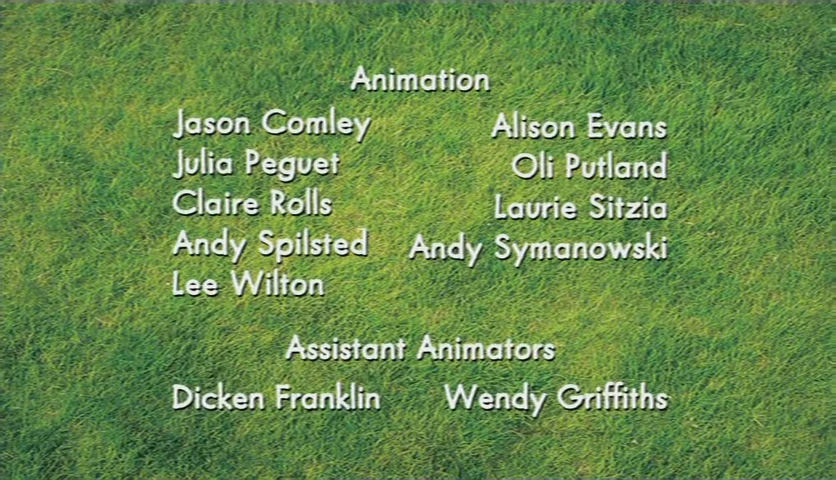 Animation
Jason Comley Alison Evans
Julia Peguet Oli Putland
Claire Rolls Laurie Sitzia
Andy Spilsted Andy Symanowski
Lee Wilton
Assistant Animators
Dicken Franklin Wendy Griffiths